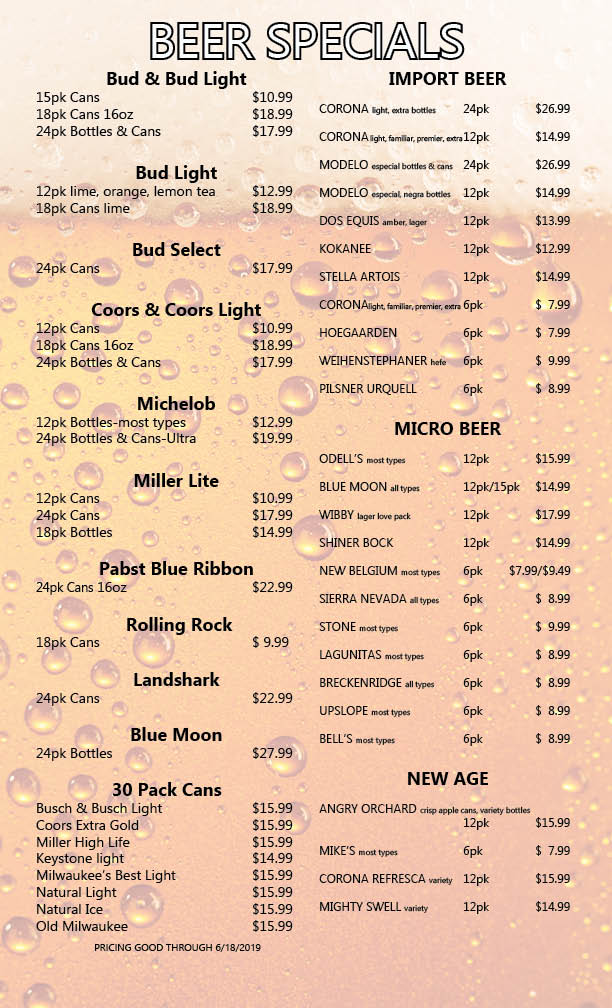 BEER SPECIALS
Bud & Bud Light
15pk Cans $10.99
18pk Cans 16oz $18.99
24pk Bottles & Cans $17.99
Bud Light
12pk lime, orange, lemon tea $12.99
18pk Cans lime $18.99
Bud Select
24pk Cans $17.99
Coors & Coors Light
12pk Cans $10.99
18pk Cans 16oz $18.99
24pk Bottles & Cans $17.99
Michelob
12pk Bottles-most types $12.99
24pk Bottles & Cans-Ultra $19.99
Miller Lite
12pk Cans $10.99
24pk Cans $17.99
18pk Bottles $14.99
Pabst Blue Ribbon
24pk Cans 16oz $22.99
Rolling Rock
18pk Cans $ 9.99
Landshark
24pk Cans $22.99
Blue Moon
24pk Bottles $27.99
30 Pack Cans
Busch & Busch Light $15.99
Coors Extra Gold $15.99
Miller High Life $15.99
Keystone light $14.99
Milwaukee's Best Light $15.99
Natural Light $15.99
Natural Ice $15.99
Old Milwaukee $15.99
PRICING GOOD THROUGH 6/18/2019
IMPORT BEER
CORONA light, extra bottles 24pk $26.99
CORONA light, familiar, premier, extra 12pk $14.99
MODELO especial bottles & cans 24pk $26.99
MODELO especial, negra bottles 12pk $14.99
DOS EQUIS amber, lager 12pk $13.99
KOKANEE 12pk $12.99
STELLA ARTOIS 12pk $14.99
CORONA light, familiar, premier, extra 6pk $ 7.99
HOEGAARDEN 6pk $ 7.99
WEIHENSTEPHANER hefe 6pk $ 9.99
PILSNER URQUELL 6pk $ 8.99
MICRO BEER
ODELL'S most types 12pk $15.99
BLUE MOON all types 12pk/15pk $14.99
WIBBY lager love pack 12pk $17.99
SHINER BOCK 12pk $14.99
NEW BELGIUM most types 6pk $7.99/$9.49
SIERRA NEVADA all types 6pk $ 8.99
STONE most types 6pk $ 9.99
LAGUNITAS most types 6pk $ 8.99
BRECKENRIDGE all types 6pk $ 8.99
UPSLOPE most types 6pk $ 8.99
BELL'S most types 6pk $ 8.99
NEW AGE
ANGRY ORCHARD crisp apple cans, variety bottles
12pk $15.99
MIKE'S most types 6pk $ 7.99
CORONA REFRESCA variety 12pk $15.99
MIGHTY SWELL variety 12pk $14.99